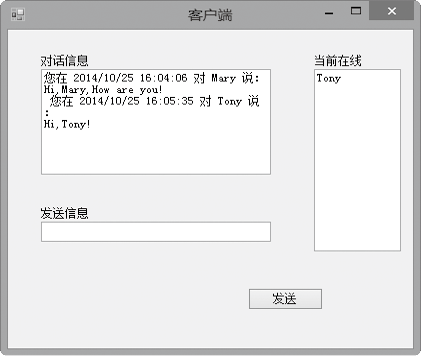 客户端
对话信息
您在 2014/10/25 16:04:06 对 Mary 说:
Hi,Mary,How are you!
您在 2014/10/25 16:05:35 对 Tony 说
:
Hi,Tony!
当前在线
Tony
发送信息
发送